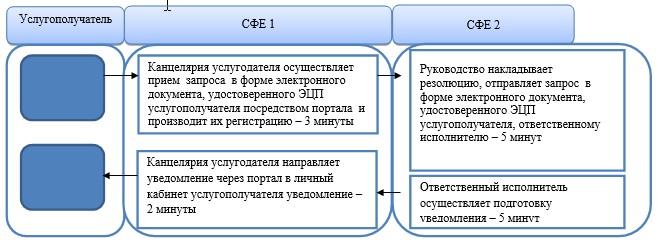 Услугополучатель
СФЕ 1
СФЕ 2
Канцелярия услугодателя осуществляет
прием запроса в форме электронного
документа, удостоверенного ЭЦП
услугополучателя посредством портала и
производит их регистрацию – 3 минуты
Руководство накладывает
резолюцию, отправляет запрос в
форме электронного документа,
удостоверенного ЭЦП
услугополучателя, ответственному
исполнителю – 5 минут
Канцелярия услугодателя направляет
уведомление через портал в личный
кабинет услугополучателя уведомление –
2 минуты
Ответственный исполнитель
осуществляет подготовку
уведомления – 5 минут